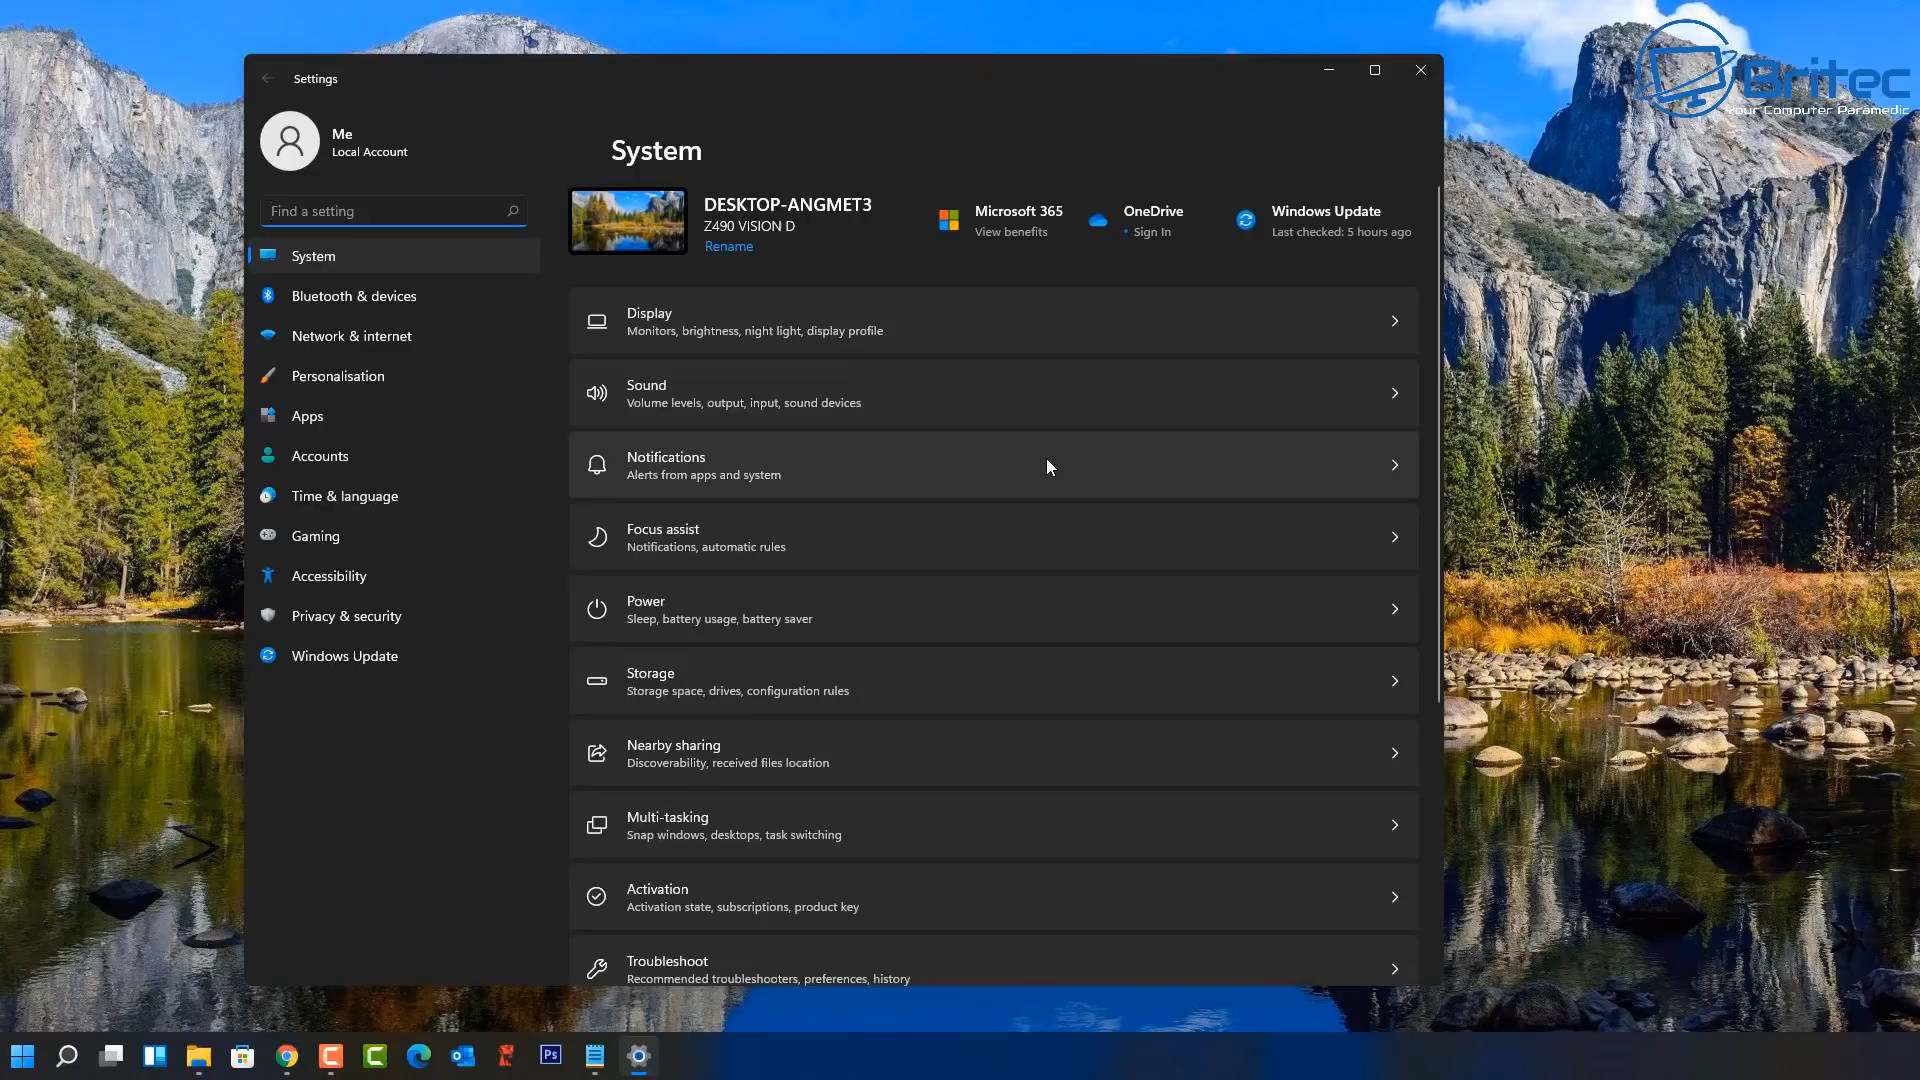 Settings
Me
Local Account
Find a setting
System
Bluetooth & devices
Network & internet
Personalisation
Apps
Accounts
Time & language
Gaming
Accessibility
Privacy & security
Windows Update
System
DESKTOP-ANGMET3
Z490 VISION D
Rename
Microsoft 365
View benefits
OneDrive
• Sign In
Windows Update
Last checked: 5 hours ago
Display
Monitors, brightness, night light, display profile
Sound
Volume levels, output, input, sound devices
Notifications
Alerts from apps and system
Focus assist
Notifications, automatic rules
Power
Sleep, battery usage, battery saver
Storage
Storage space, drives, configuration rules
Nearby sharing
Discoverability, received files location
Multi-tasking
Snap windows, desktops, task switching
Activation
Activation state, subscriptions, product key
Troubleshoot
Recommended troubleshooters, preferences, history
Britec
Your Computer Paramedic
Ps